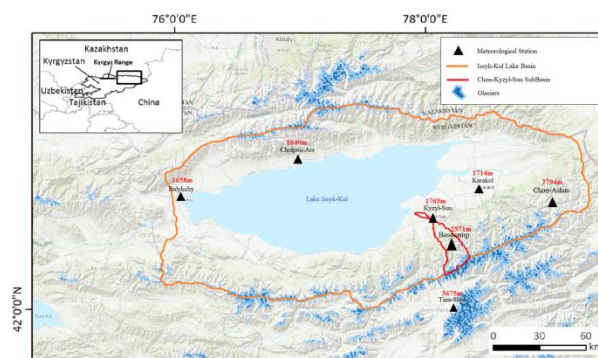 76°0'0"E
78°0'0"E
Kazakhstan
Kyrgyzstan
Kyrgyz Range
Uzbekistan
Tajikistan
China
Meteorological Station
Issyk-Kul Lake Basin
Chon-Kyzyl-Suu SubBasin
Glaciers
KAZAKHSTAN
KYRGYZSTAN
1640m
Cholpon-Ata
1658m
Balykchy
Lake Issyk-Kul
1714m
Karakol
2794m
Chon-Ashuu
1769m
Kyzyl-Suu
2571m
Basecamp
3675m
Tian-Shan
42°0'0"N
0 30 60
km